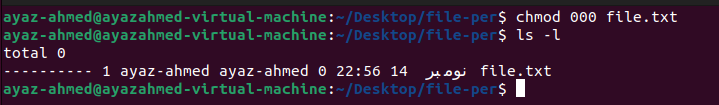 ayaz-ahmed@ayazahmed-virtual-machine:~/Desktop/file-per$ chmod 000 file.txt
ayaz-ahmed@ayazahmed-virtual-machine:~/Desktop/file-per$ ls -l
total 0
---------- 1 ayaz-ahmed ayaz-ahmed 0 22:56 14 نومبر file.txt
ayaz-ahmed@ayazahmed-virtual-machine:~/Desktop/file-per$